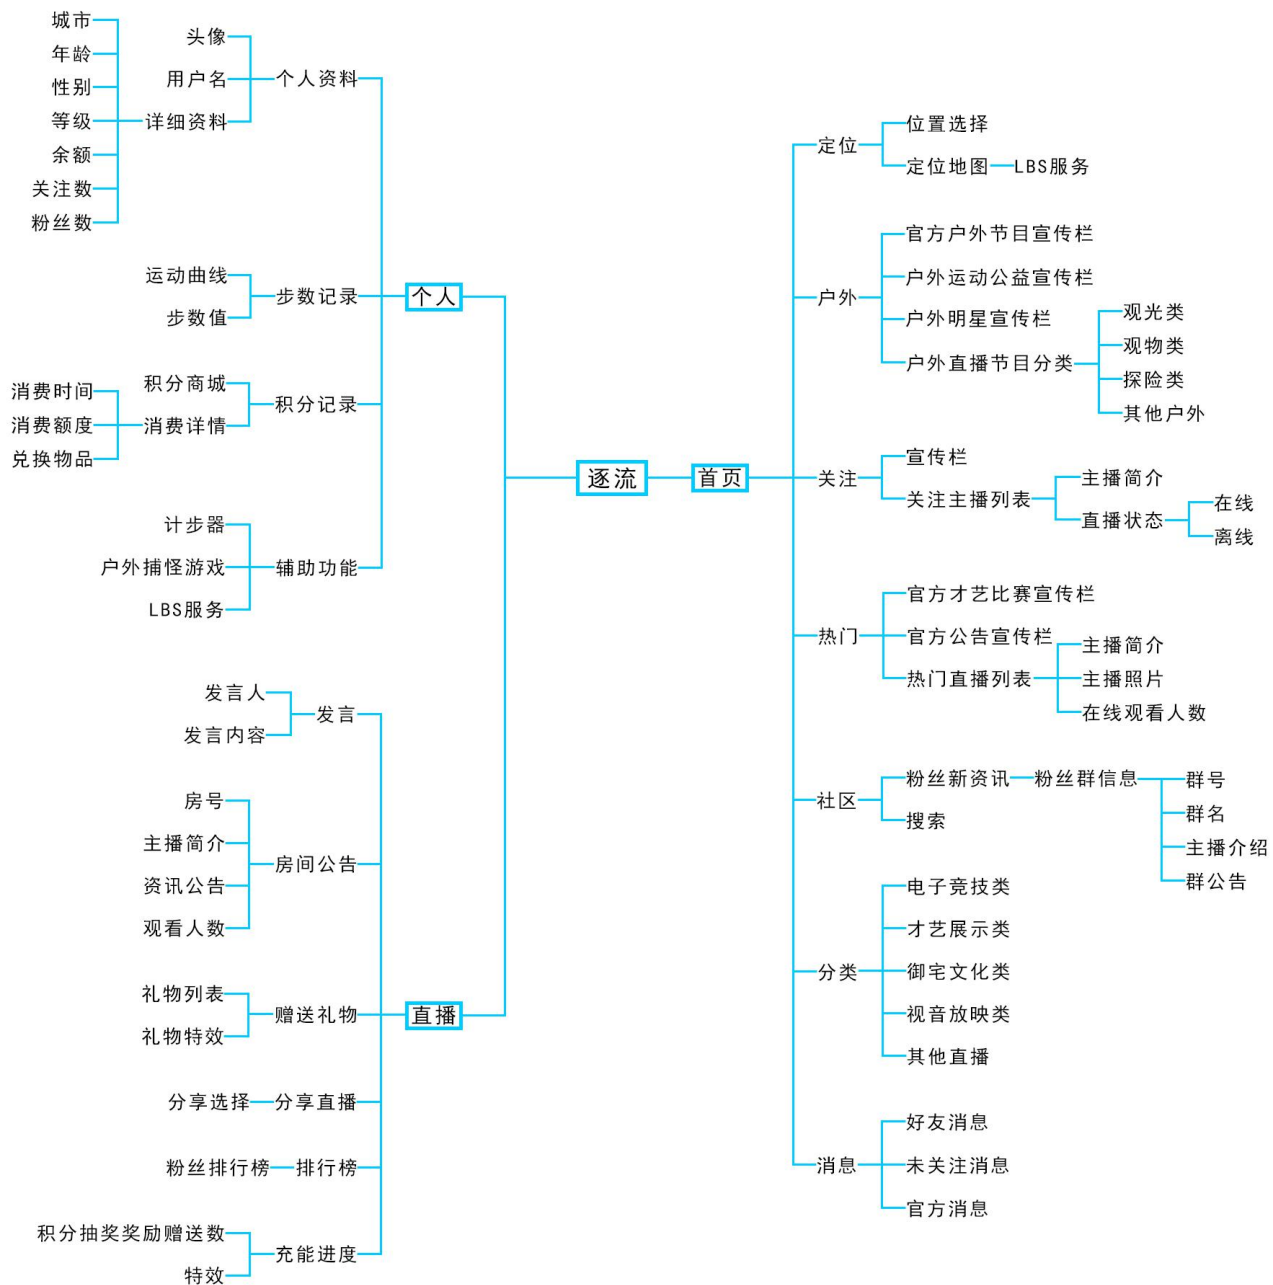 逐流
个人
个人资料
头像
用户名
详细资料
城市
年龄
性别
等级
余额
关注数
粉丝数
步数记录
运动曲线
步数值
积分记录
积分商城
消费详情
消费时间
消费额度
兑换物品
辅助功能
计步器
户外捕怪游戏
LBS服务
直播
发言
发言人
发言内容
房间公告
房号
主播简介
资讯公告
观看人数
赠送礼物
礼物列表
礼物特效
分享直播
分享选择
排行榜
粉丝排行榜
充能进度
积分抽奖奖励赠送数
特效
首页
定位
位置选择
定位地图
LBS服务
户外
官方户外节目宣传栏
户外运动公益宣传栏
户外明星宣传栏
户外直播节目分类
观光类
观物类
探险类
其他户外
关注
宣传栏
关注主播列表
主播简介
直播状态
在线
离线
热门
官方才艺比赛宣传栏
官方公告宣传栏
热门直播列表
主播简介
主播照片
在线观看人数
社区
粉丝新资讯
粉丝群信息
群号
群名
主播介绍
群公告
搜索
分类
电子竞技类
才艺展示类
御宅文化类
视音放映类
其他直播
消息
好友消息
未关注消息
官方消息